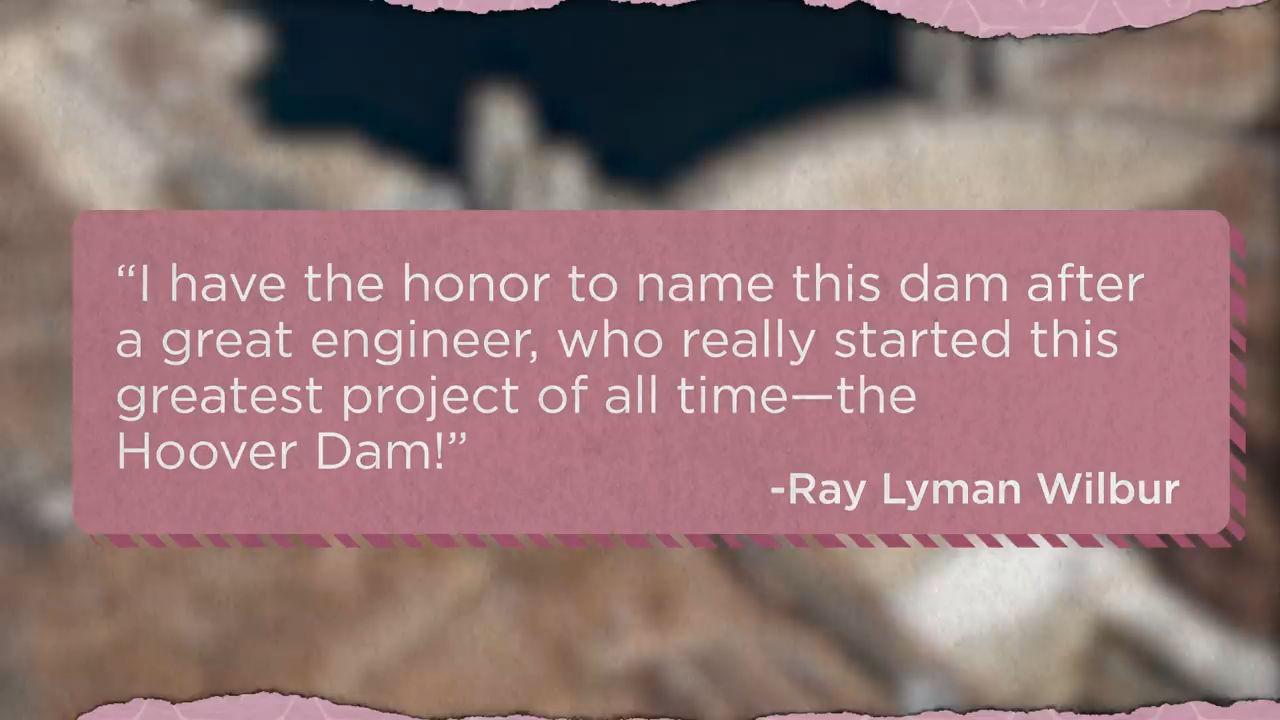 “I have the honor to name this dam after
a great engineer, who really started this
greatest project of all time—the
Hoover Dam!”
-Ray Lyman Wilbur